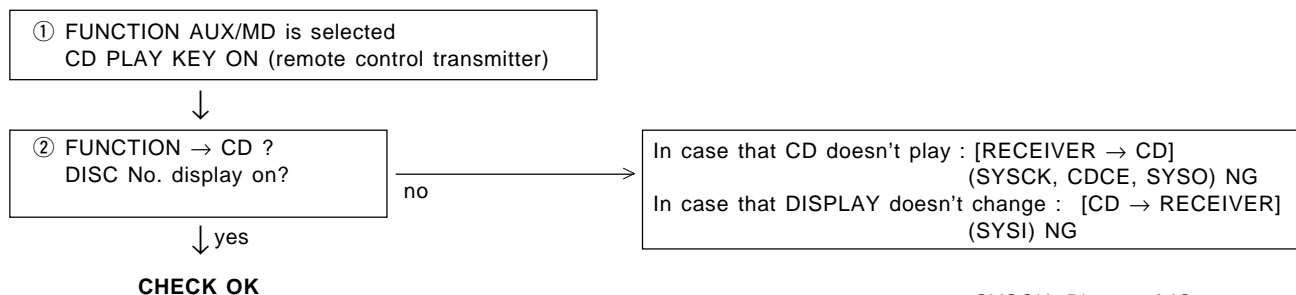 ① FUNCTION AUX/MD is selected
CD PLAY KEY ON (remote control transmitter)
② FUNCTION → CD ?
DISC No. display on?
no
In case that CD doesn't play : [RECEIVER → CD]
(SYSCK, CDCE, SYSO) NG
In case that DISPLAY doesn't change : [CD → RECEIVER]
(SYSI) NG
yes
CHECK OK